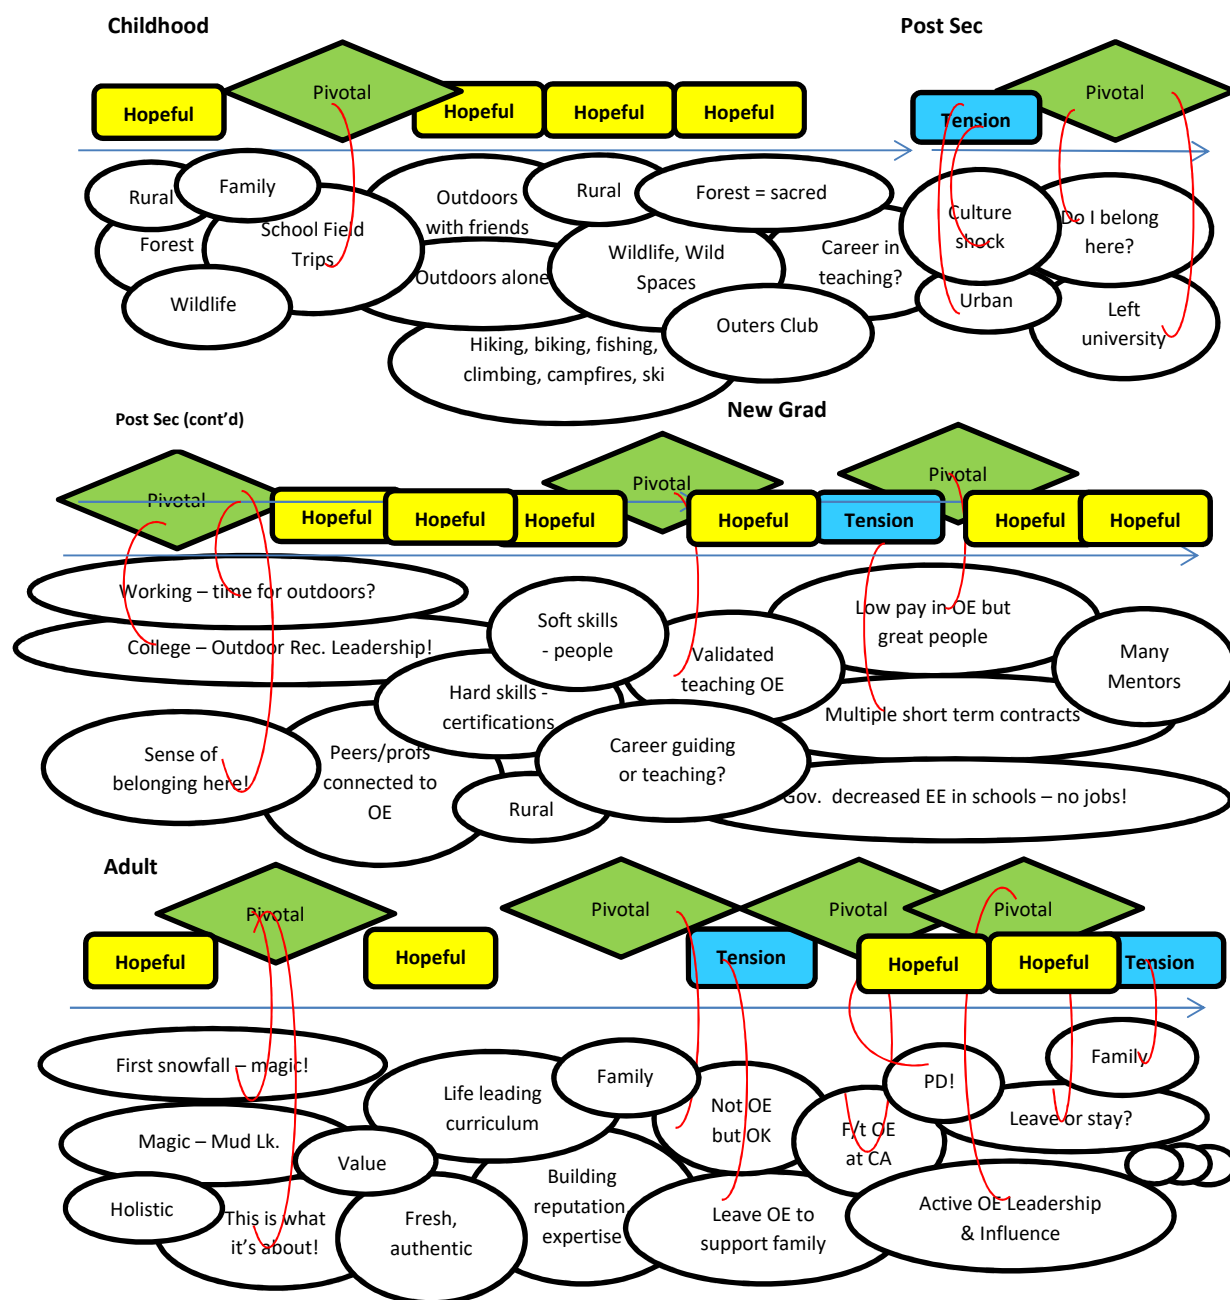 Childhood
Post Sec
Hopeful
Pivotal
Hopeful
Hopeful
Hopeful
Tension
Pivotal
Rural
Family
Forest
School Field
Trips
Wildlife
Outdoors
with friends
Outdoors alone
Rural
Wildlife, Wild
Spaces
Forest = sacred
Career in
teaching?
Outers Club
Hiking, biking, fishing,
climbing, campfires, ski
Culture
shock
Urban
Do I belong
here?
Left
university
Post Sec (cont’d)
New Grad
Pivotal
Hopeful
Hopeful
Hopeful
Pivotal
Hopeful
Tension
Pivotal
Hopeful
Hopeful
Working – time for outdoors?
College – Outdoor Rec. Leadership!
Sense of
belonging here!
Peers/profs
connected to
OE
Hard skills -
certifications
Soft skills
- people
Rural
Validated
teaching OE
Career guiding
or teaching?
Low pay in OE but
great people
Multiple short term contracts
Many
Mentors
Gov. decreased EE in schools – no jobs!
Adult
Hopeful
Pivotal
Hopeful
Pivotal
Tension
Pivotal
Hopeful
Pivotal
Hopeful
Tension
First snowfall – magic!
Magic – Mud Lk.
Holistic
This is what
it’s about!
Value
Fresh,
authentic
Life leading
curriculum
Building
reputation,
expertise
Family
Not OE
but OK
Leave OE to
support family
F/t OE
at CA
PD!
Active OE Leadership
& Influence
Leave or stay?
Family